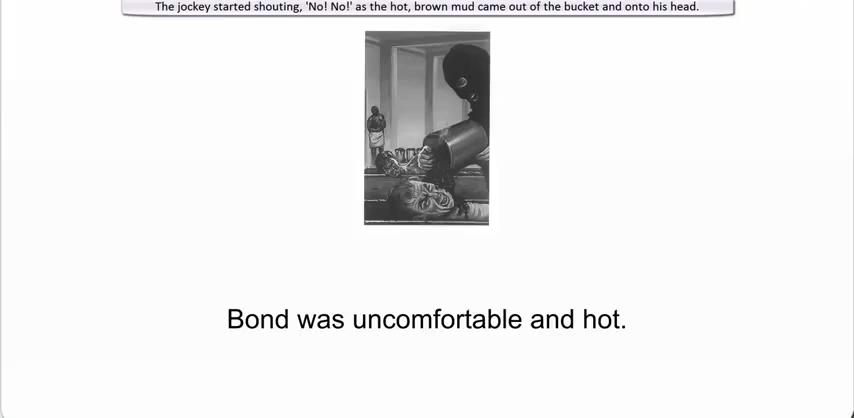 The jockey started shouting, 'No! No!' as the hot, brown mud came out of the bucket and onto his head.
Bond was uncomfortable and hot.